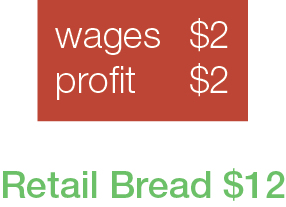 wages $2
profit $2
Retail Bread $12